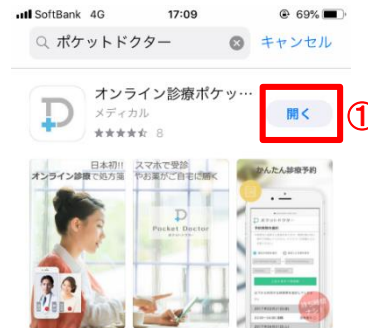 SoftBank 4G 17:09 69%
ポケットドクター キャンセル
オンライン診療ポケッ…
メディカル
8
開く
①
日本初!!
オンライン診療で処方箋
スマホで受診
やお薬がご自宅に届く
Pocket Doctor
かんたん診療予約